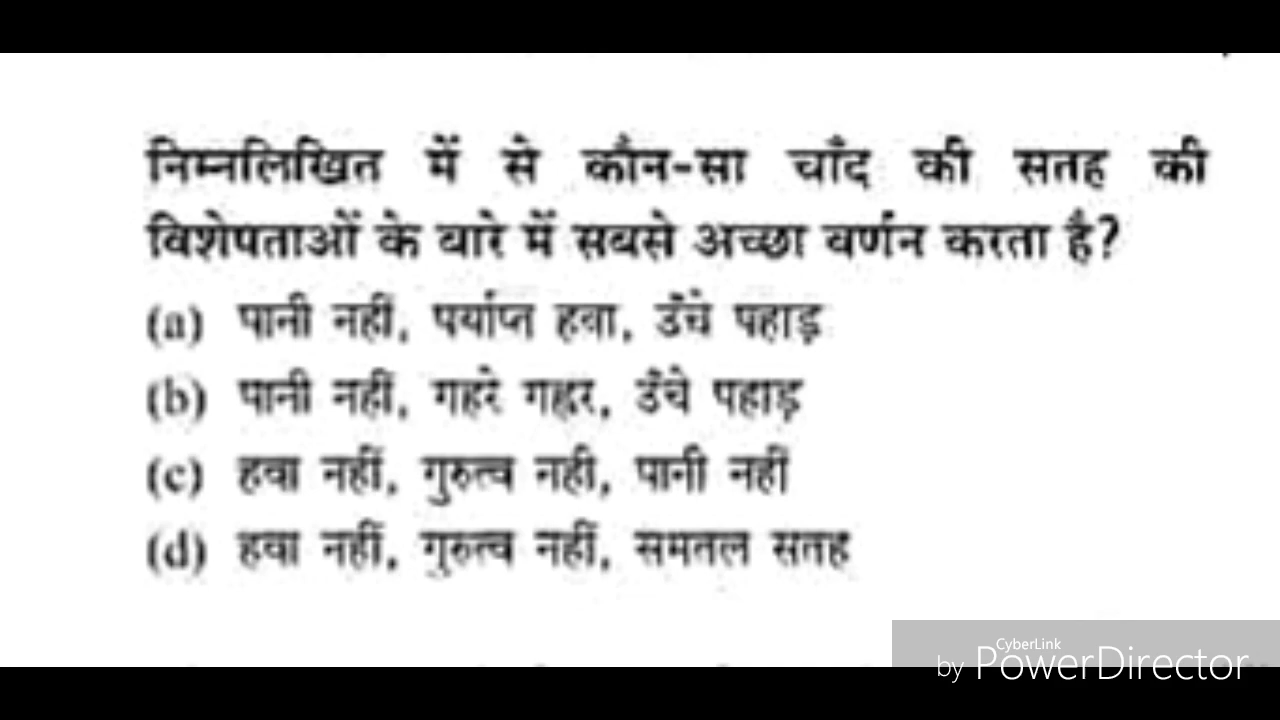 निम्नलिखित में से कौन-सा चाँद की सतह की
विशेषताओं के बारे में सबसे अच्छा वर्णन करता है?
(a) पानी नहीं, पर्याप्त हवा, उँचे पहाड़
(b) पानी नहीं, गहरे गह्वर, उँचे पहाड़
(c) हवा नहीं, गुरुत्व नही, पानी नहीं
(d) हवा नहीं, गुरुत्व नहीं, समतल सतह
CyberLink
by PowerDirector